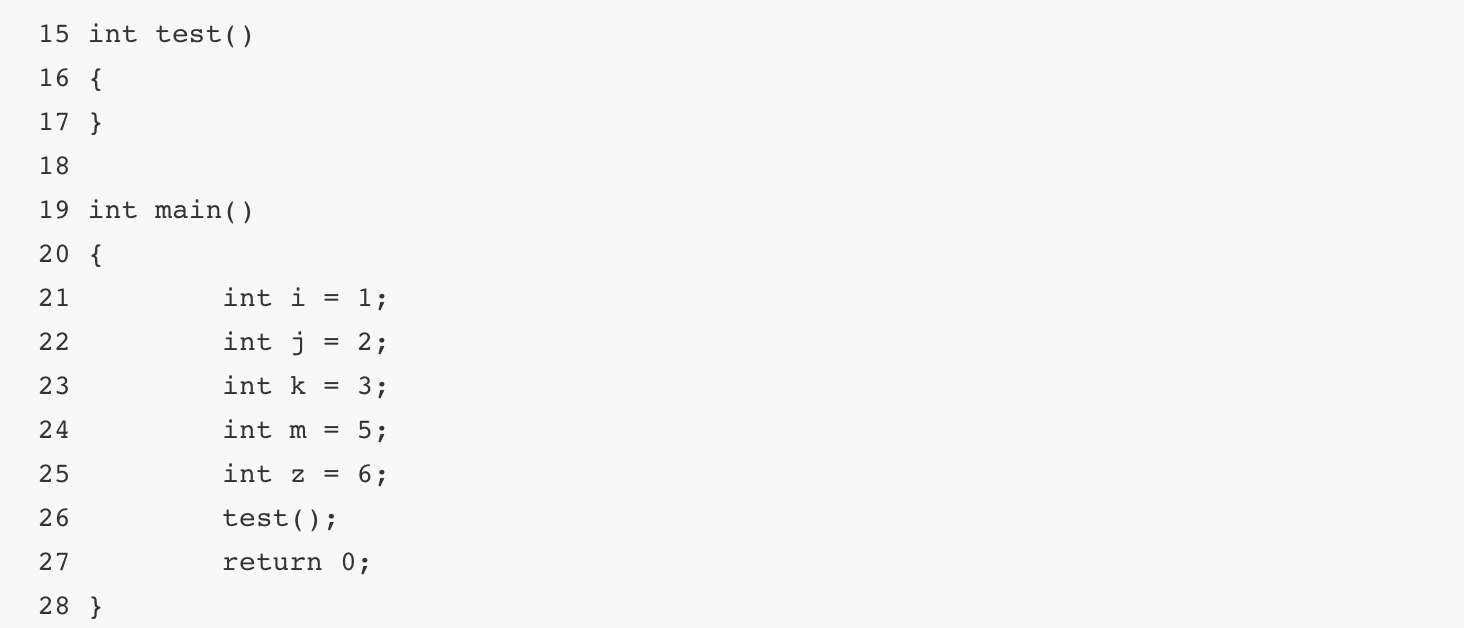 15 int test()
16 {
17 }
18
19 int main()
20 {
21         int i = 1;
22         int j = 2;
23         int k = 3;
24         int m = 5;
25         int z = 6;
26         test();
27         return 0;
28 }